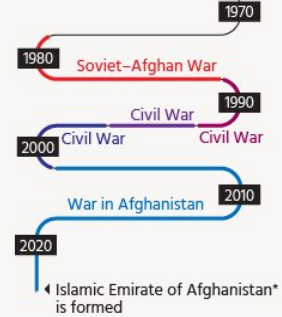 1970
1980
Soviet–Afghan War
1990
Civil War
Civil War
Civil War
2000
2010
War in Afghanistan
2020
Islamic Emirate of Afghanistan*
is formed